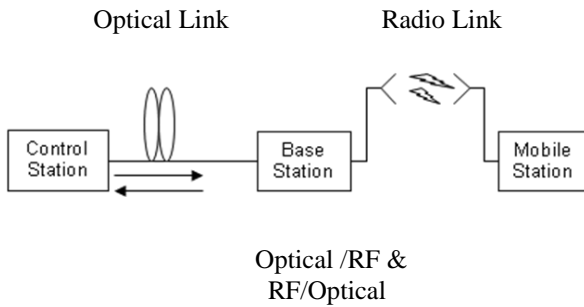 Optical Link
Radio Link
Control
Station
Base
Station
Mobile
Station
Optical /RF &
RF/Optical